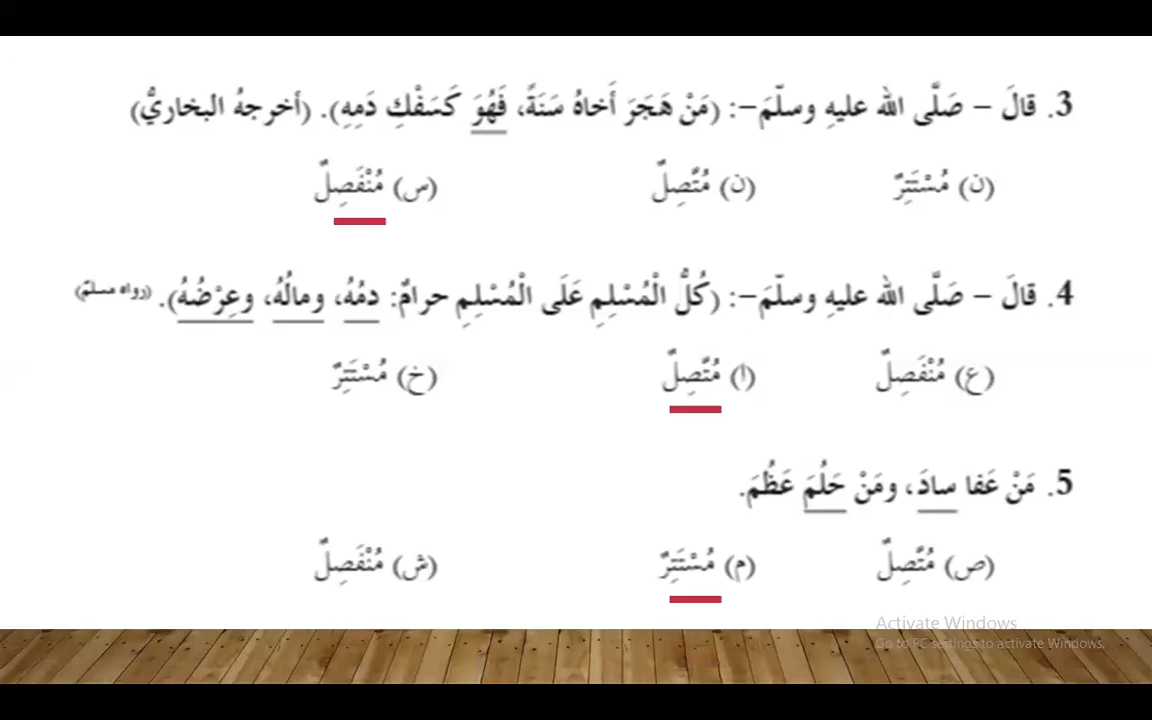 3. قالَ - صَلَّى الله عليهِ وسلّمَ-: (مَنْ هَجَرَ أَخاهُ سَنَةً، فَهُوَ كَسَفْكِ دَمِهِ). (أخرجهُ البخاريُّ)
(ن) مُسْتَتِرٌ (ن) مُتَّصِلٌ (س) مُنْفَصِلٌ
4. قالَ - صَلَّى الله عليهِ وسلّمَ-: (كُلُّ الْمُسْلِمِ عَلَى الْمُسْلِمِ حرامٌ: دمُهُ، ومالُهُ، وعِرْضُهُ). (رواه مسلم)
(ع) مُنْفَصِلٌ (ا) مُتَّصِلٌ (خ) مُسْتَتِرٌ
5. مَنْ عَفا سادَ، ومَنْ حَلُمَ عَظُمَ.
(ص) مُتَّصِلٌ (م) مُسْتَتِرٌ (ش) مُنْفَصِلٌ
Activate Windows
Go to PC settings to activate Windows.